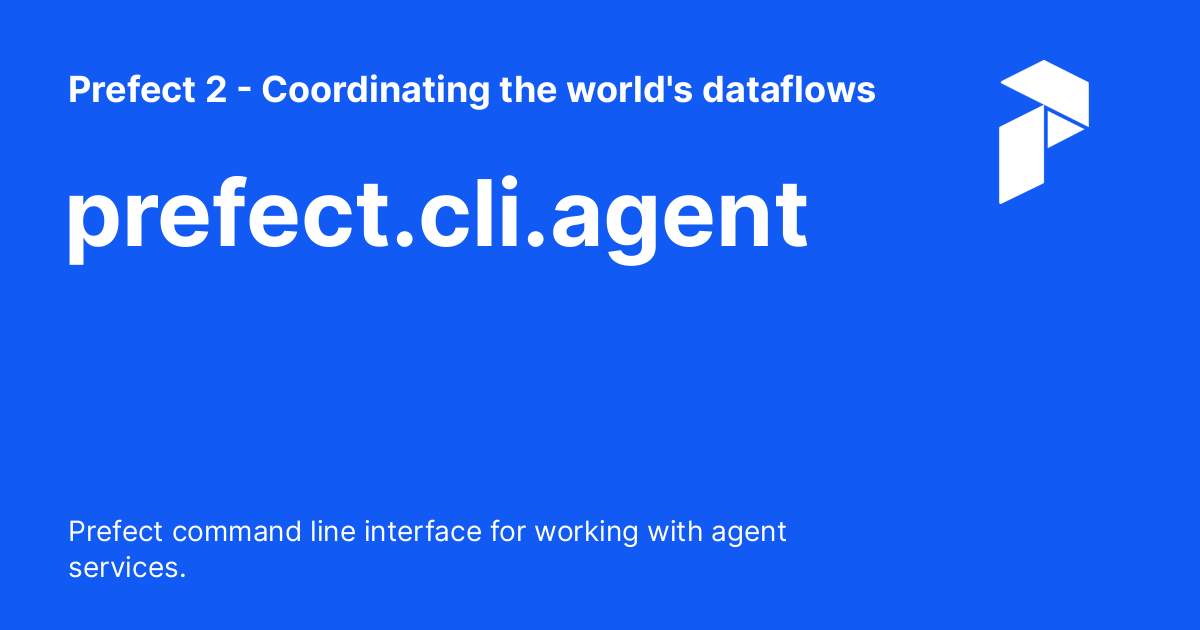 Prefect 2 - Coordinating the world's dataflows
prefect.cli.agent
Prefect command line interface for working with agent
services.